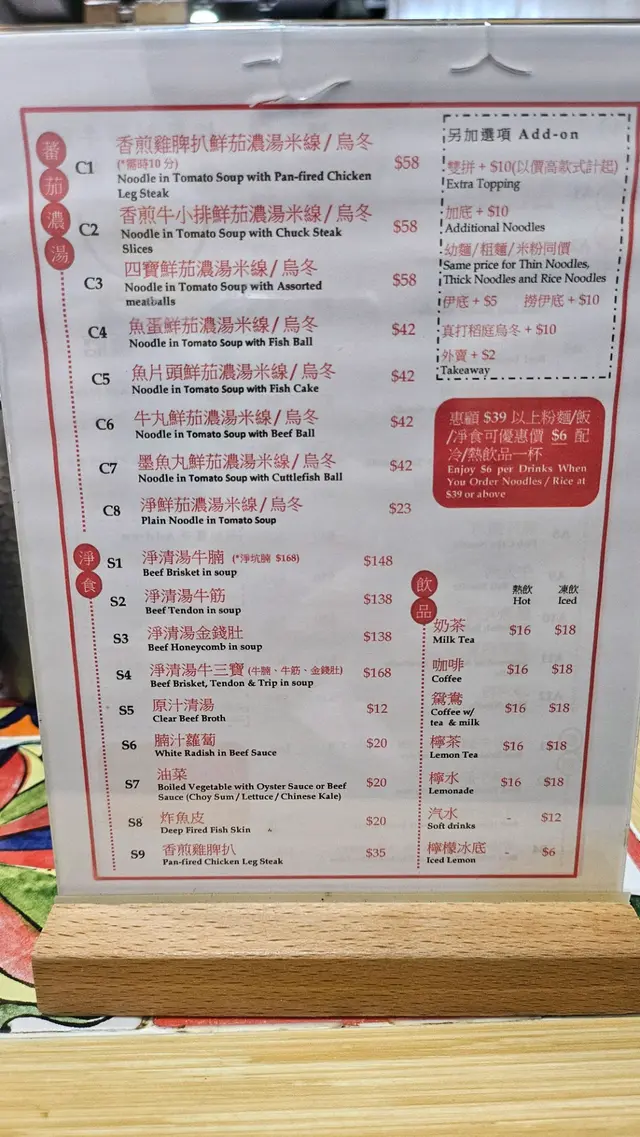 蕃茄濃湯
C1 香煎雞脾扒鮮茄濃湯米線/烏冬 $58
(*需時10分)
Noodle in Tomato Soup with Pan-fired Chicken
Leg Steak
C2 香煎牛小排鮮茄濃湯米線/烏冬 $58
Noodle in Tomato Soup with Chuck Steak
Slices
C3 四寶鮮茄濃湯米線/烏冬 $58
Noodle in Tomato Soup with Assorted
meatballs
C4 魚蛋鮮茄濃湯米線/烏冬 $42
Noodle in Tomato Soup with Fish Ball
C5 魚片頭鮮茄濃湯米線/烏冬 $42
Noodle in Tomato Soup with Fish Cake
C6 牛丸鮮茄濃湯米線/烏冬 $42
Noodle in Tomato Soup with Beef Ball
C7 墨魚丸鮮茄濃湯米線/烏冬 $42
Noodle in Tomato Soup with Cuttlefish Ball
C8 淨鮮茄濃湯米線/烏冬 $23
Plain Noodle in Tomato Soup
另加選項 Add-on
雙拼 + $10(以價高款式計起)
Extra Topping
加底 + $10
Additional Noodles
幼麵/粗麵/米粉同價
Same price for Thin Noodles,
Thick Noodles and Rice Noodles
伊底 + $5 撈伊底 + $10
真打稻庭烏冬 + $10
外賣 + $2
Takeaway
惠顧 $39 以上粉麵/飯
/淨食可優惠價 $6 配
冷/熱飲品一杯
Enjoy $6 per Drinks When
You Order Noodles / Rice at
$39 or above
淨食
S1 淨清湯牛腩 (*淨坑腩 $168) $148
Beef Brisket in soup
S2 淨清湯牛筋 $138
Beef Tendon in soup
S3 淨清湯金錢肚 $138
Beef Honeycomb in soup
S4 淨清湯牛三寶 (牛腩、牛筋、金錢肚) $168
Beef Brisket, Tendon & Trip in soup
S5 原汁清湯 $12
Clear Beef Broth
S6 腩汁蘿蔔 $20
White Radish in Beef Sauce
S7 油菜 $20
Boiled Vegetable with Oyster Sauce or Beef
Sauce (Choy Sum / Lettuce / Chinese Kale)
S8 炸魚皮 $20
Deep Fired Fish Skin
S9 香煎雞脾扒 $35
Pan-fired Chicken Leg Steak
飲品
熱飲 凍飲
Hot Iced
奶茶 $16 $18
Milk Tea
咖啡 $16 $18
Coffee
鴛鴦 $16 $18
Coffee w/
tea & milk
檸茶 $16 $18
Lemon Tea
檸水 $16 $18
Lemonade
汽水 - $12
Soft drinks
檸檬冰底 - $6
Iced Lemon